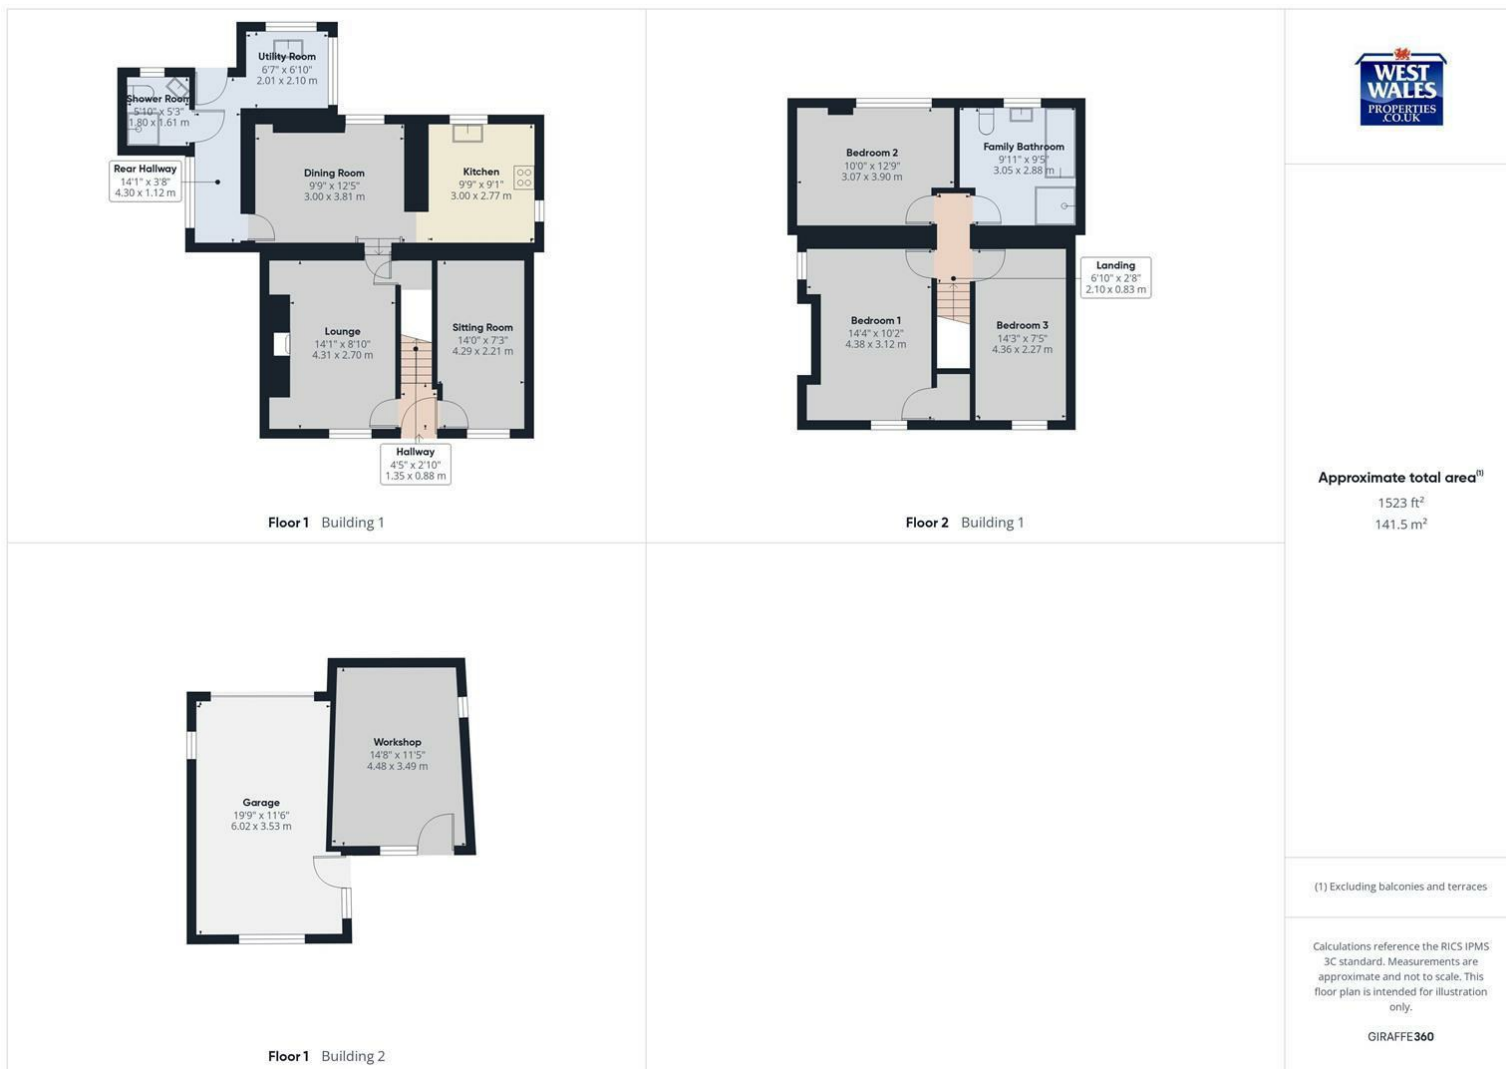 Utility Room
6'7" x 6'10"
2.01 x 2.10 m
Shower Room
5'10" x 5'3"
1.80 x 1.61 m
Rear Hallway
14'1" x 3'8"
4.30 x 1.12 m
Dining Room
9'9" x 12'5"
3.00 x 3.81 m
Kitchen
9'9" x 9'1"
3.00 x 2.77 m
Lounge
14'1" x 8'10"
4.31 x 2.70 m
Sitting Room
14'0" x 7'3"
4.29 x 2.21 m
Hallway
4'5" x 2'10"
1.35 x 0.88 m
Floor 1 Building 1
Bedroom 2
10'0" x 12'9"
3.07 x 3.90 m
Family Bathroom
9'11" x 9'5"
3.05 x 2.88 m
Landing
6'10" x 2'8"
2.10 x 0.83 m
Bedroom 1
14'4" x 10'2"
4.38 x 3.12 m
Bedroom 3
14'3" x 7'5"
4.36 x 2.27 m
Floor 2 Building 1
Workshop
14'8" x 11'5"
4.48 x 3.49 m
Garage
19'9" x 11'6"
6.02 x 3.53 m
Floor 1 Building 2
WEST
WALES
PROPERTIES
.CO.UK
Approximate total area(1)
1523 ft²
141.5 m²
(1) Excluding balconies and terraces
Calculations reference the RICS IPMS
3C standard. Measurements are
approximate and not to scale. This
floor plan is intended for illustration
only.
GIRAFFE360